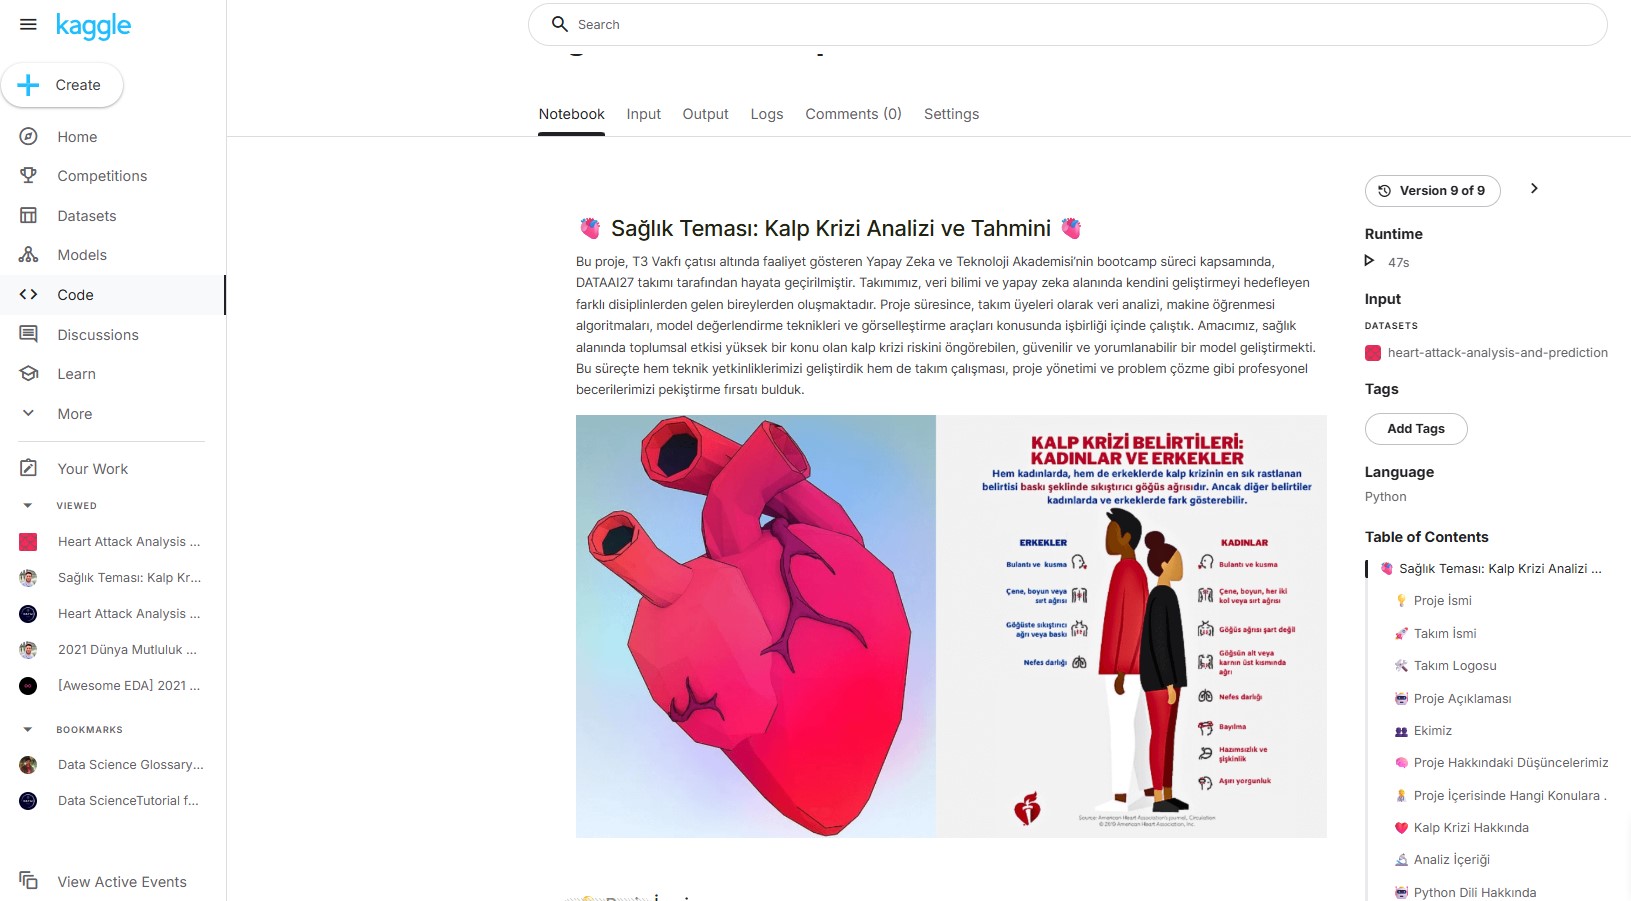 kaggle
Search
Create
Home
Competitions
Datasets
Models
Code
Discussions
Learn
More
Your Work
VIEWED
Heart Attack Analysis ...
Sağlık Teması: Kalp Kr...
Heart Attack Analysis ...
2021 Dünya Mutluluk ...
[Awesome EDA] 2021 ...
BOOKMARKS
Data Science Glossary...
Data ScienceTutorial f...
View Active Events
Notebook Input Output Logs Comments (0) Settings
Sağlık Teması: Kalp Krizi Analizi ve Tahmini
Bu proje, T3 Vakfı çatısı altında faaliyet gösteren Yapay Zeka ve Teknoloji Akademisi'nin bootcamp süreci kapsamında,
DATAAI27 takımı tarafından hayata geçirilmiştir. Takımımız, veri bilimi ve yapay zeka alanında kendini geliştirmeyi hedefleyen
farklı disiplinlerden gelen bireylerden oluşmaktadır. Proje süresince, takım üyeleri olarak veri analizi, makine öğrenmesi
algoritmaları, model değerlendirme teknikleri ve görselleştirme araçları konusunda işbirliği içinde çalıştık. Amacımız, sağlık
alanında toplumsal etkisi yüksek bir konu olan kalp krizi riskini öngörebilen, güvenilir ve yorumlanabilir bir model geliştirmekti.
Bu süreçte hem teknik yetkinliklerimizi geliştirdik hem de takım çalışması, proje yönetimi ve problem çözme gibi profesyonel
becerilerimizi pekiştirme fırsatı bulduk.
KALP KRİZİ BELİRTİLERİ:
KADINLAR VE ERKEKLER
Hem kadınlarda, hem de erkeklerde kalp krizinin en sık rastlanan
belirtisi baskı şeklinde sıkıştırıcı göğüs ağrısıdır. Ancak diğer belirtiler
kadınlarda ve erkeklerde fark gösterebilir.
ERKEKLER
Bulantı ve kusma
Çene, boyun veya
sırt ağrısı
Göğüste sıkıştırıcı
ağrı veya baskı
Nefes darlığı
KADINLAR
Bulantı ve kusma
Çene, boyun, her iki
kol veya sırt ağrısı
Göğüs ağrısı şart değil
Göğsün alt veya
karnın üst kısmında
ağrı
Nefes darlığı
Bayılma
Hazımsızlık ve
şişkinlik
Aşırı yorgunluk
Source: American Heart Association's journal, Circulation
© 2019 American Heart Association, Inc.
Version 9 of 9
Runtime
47s
Input
DATASETS
heart-attack-analysis-and-prediction
Tags
Add Tags
Language
Python
Table of Contents
Sağlık Teması: Kalp Krizi Analizi ...
Proje İsmi
Takım İsmi
Takım Logosu
Proje Açıklaması
Ekimiz
Proje Hakkındaki Düşüncelerimiz
Proje İçerisinde Hangi Konulara .
Kalp Krizi Hakkında
Analiz İçeriği
Python Dili Hakkında